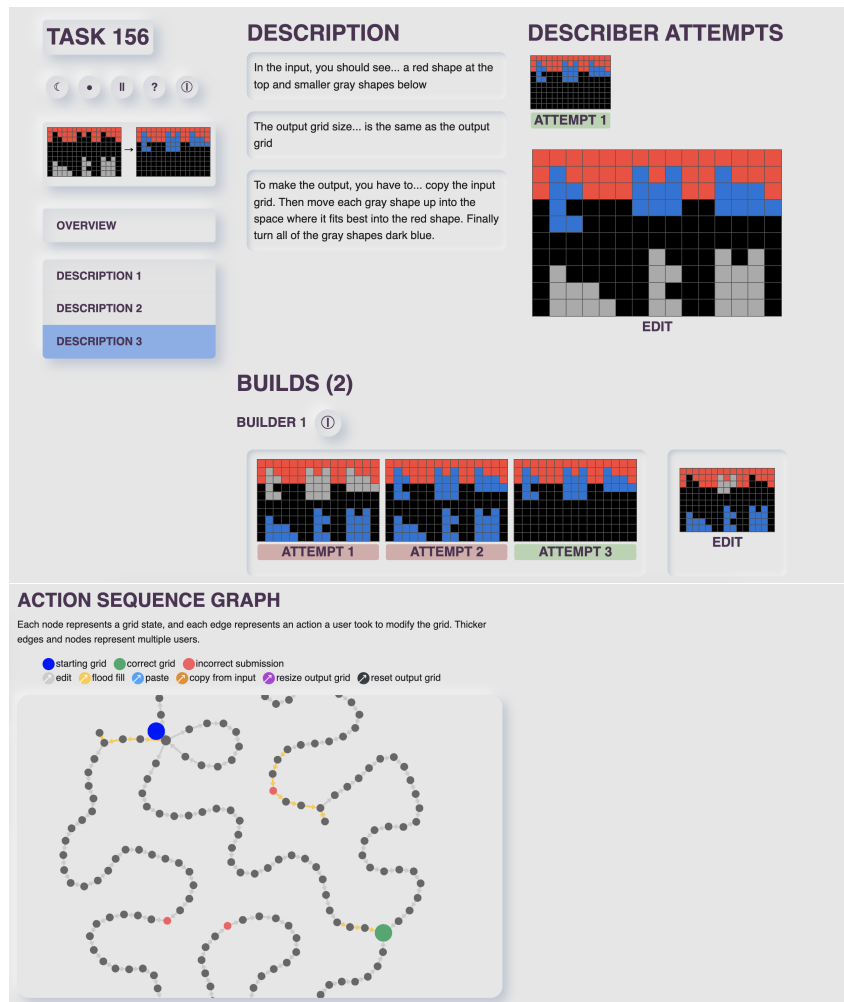 TASK 156
?
OVERVIEW
DESCRIPTION 1
DESCRIPTION 2
DESCRIPTION 3
DESCRIPTION
In the input, you should see... a red shape at the
top and smaller gray shapes below
The output grid size... is the same as the output
grid
To make the output, you have to... copy the input
grid. Then move each gray shape up into the
space where it fits best into the red shape. Finally
turn all of the gray shapes dark blue.
DESCRIBER ATTEMPTS
ATTEMPT 1
EDIT
BUILDS (2)
BUILDER 1
ATTEMPT 1
ATTEMPT 2
ATTEMPT 3
EDIT
ACTION SEQUENCE GRAPH
Each node represents a grid state, and each edge represents an action a user took to modify the grid. Thicker
edges and nodes represent multiple users.
starting grid correct grid incorrect submission
edit flood fill paste copy from input resize output grid reset output grid